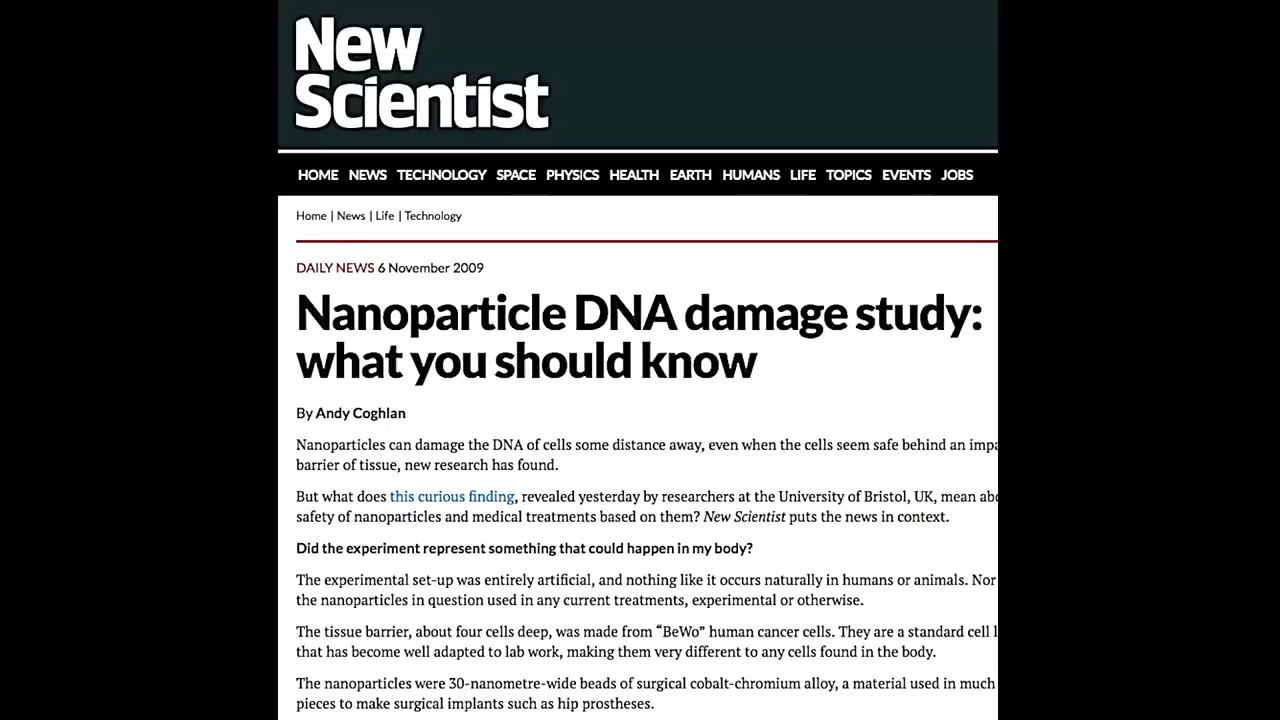 New
Scientist
HOME NEWS TECHNOLOGY SPACE PHYSICS HEALTH EARTH HUMANS LIFE TOPICS EVENTS JOBS
Home | News | Life | Technology
DAILY NEWS 6 November 2009
Nanoparticle DNA damage study:
what you should know
By Andy Coghlan
Nanoparticles can damage the DNA of cells some distance away, even when the cells seem safe behind an
barrier of tissue, new research has found.
But what does this curious finding, revealed yesterday by researchers at the University of Bristol, UK, mean
safety of nanoparticles and medical treatments based on them? New Scientist puts the news in context.
Did the experiment represent something that could happen in my body?
The experimental set-up was entirely artificial, and nothing like it occurs naturally in humans or animals. Nor
the nanoparticles in question used in any current treatments, experimental or otherwise.
The tissue barrier, about four cells deep, was made from “BeWo” human cancer cells. They are a standard cell
that has become well adapted to lab work, making them very different to any cells found in the body.
The nanoparticles were 30-nanometre-wide beads of surgical cobalt-chromium alloy, a material used in much
pieces to make surgical implants such as hip prostheses.